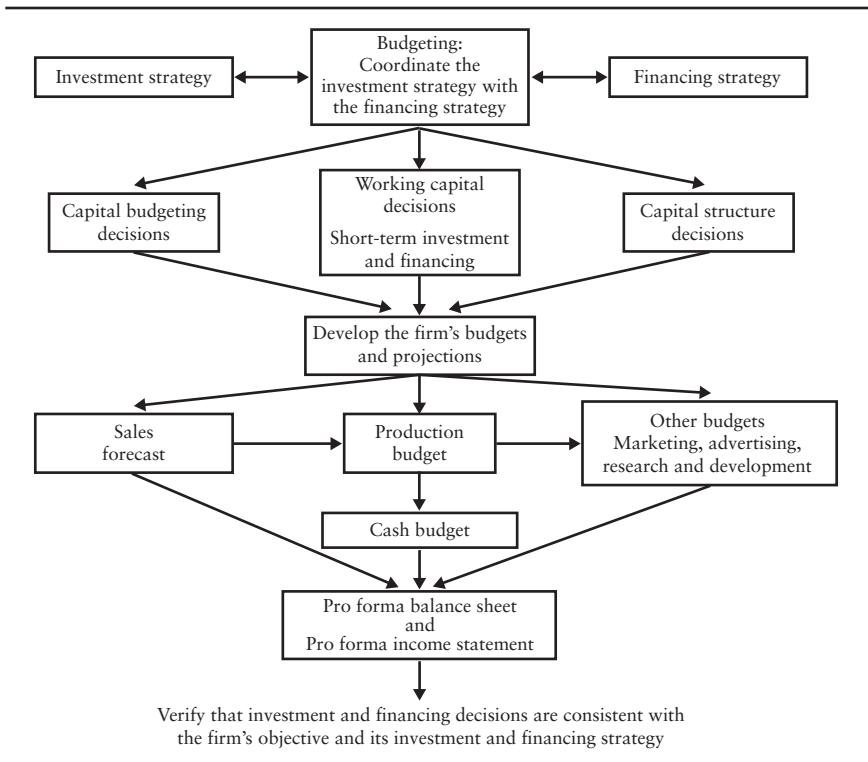 Budgeting:
Coordinate the
investment strategy with
the financing strategy
Investment strategy
Financing strategy
Capital budgeting
decisions
Working capital
decisions
Short-term investment
and financing
Capital structure
decisions
Develop the firm’s budgets
and projections
Sales
forecast
Production
budget
Other budgets
Marketing, advertising,
research and development
Cash budget
Pro forma balance sheet
and
Pro forma income statement
Verify that investment and financing decisions are consistent with
the firm’s objective and its investment and financing strategy